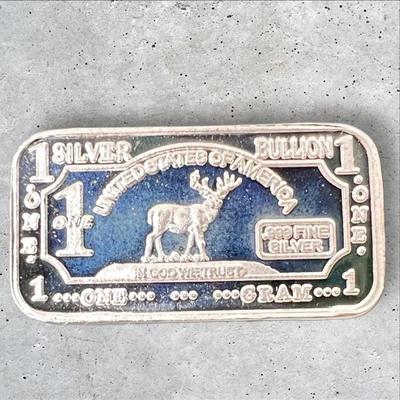 1 SILVER BULLION 1
UNITED STATES OF AMERICA
ONE. 1 ONE .ONE.
.999 FINE
SILVER
IN GOD WE TRUST
1 ...ONE... ... ...GRAM... 1